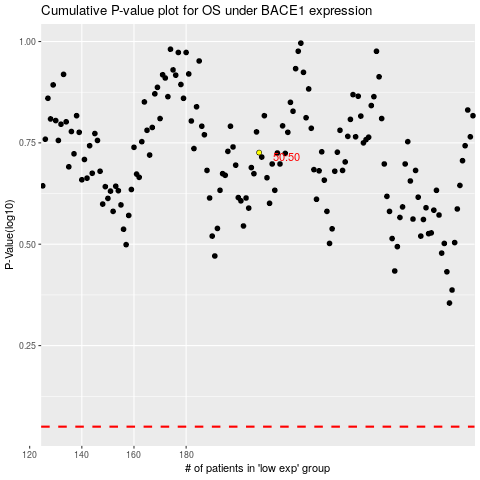 Cumulative P-value plot for OS under BACE1 expression
1.00
0.75
0.50
0.25
P-Value(log10)
50:50
120 140 160 180
# of patients in 'low exp' group